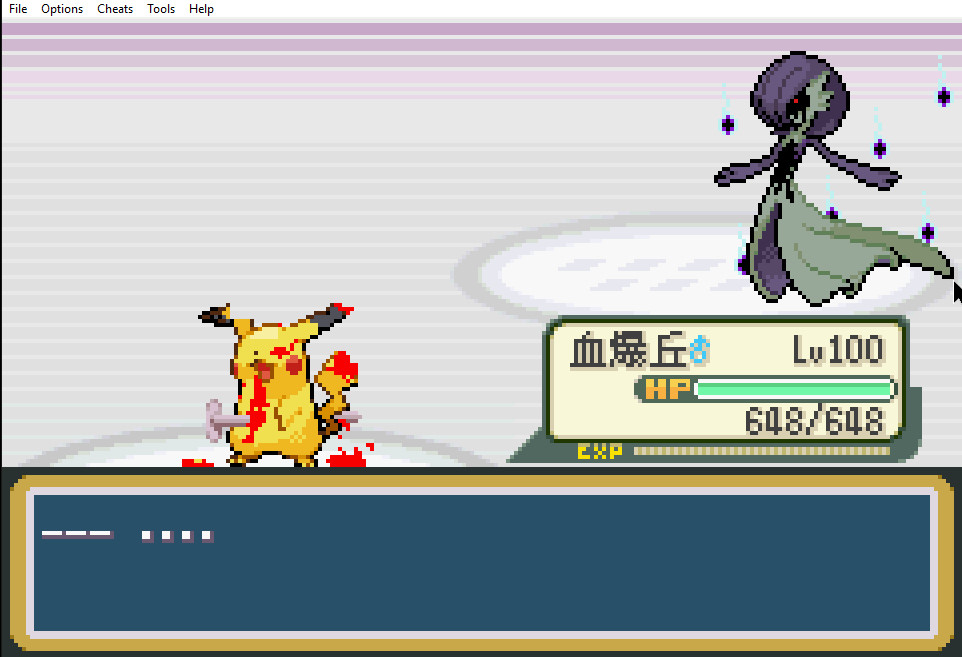 File Options Cheats Tools Help
血爆丘♂ Lv100
HP
648/648
EXP
--- ....